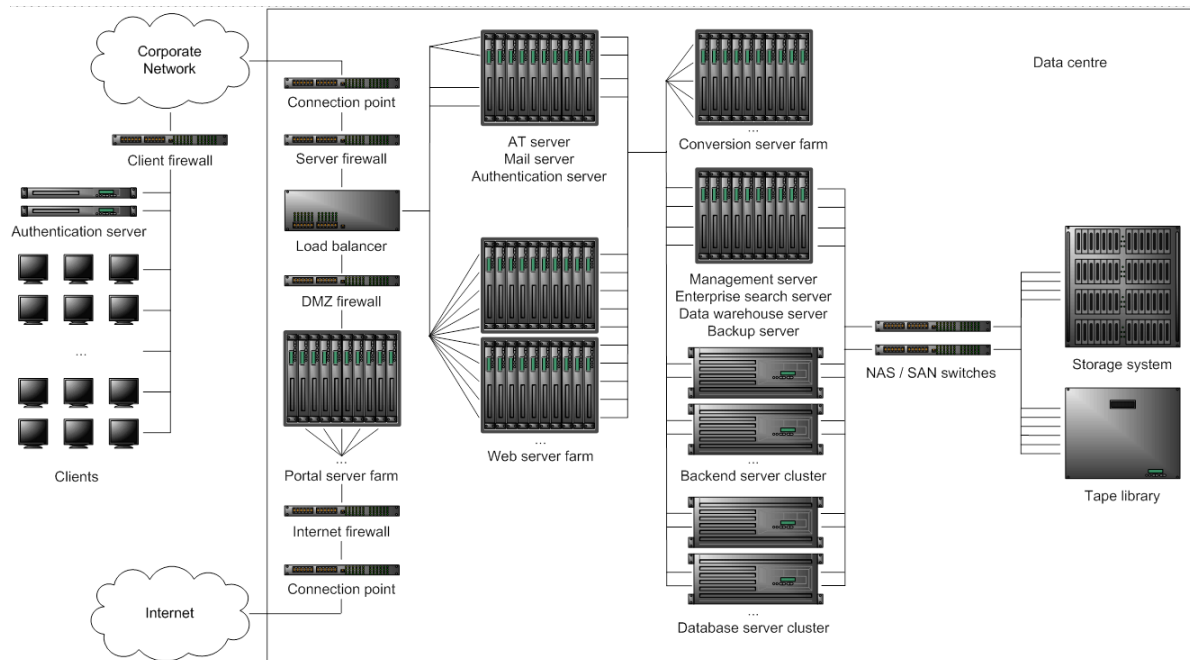 Corporate
Network
Client firewall
Authentication server
...
Clients
Internet
Connection point
Server firewall
Load balancer
DMZ firewall
...
Portal server farm
Internet firewall
Connection point
AT server
Mail server
Authentication server
...
Web server farm
...
Conversion server farm
Management server
Enterprise search server
Data warehouse server
Backup server
...
Backend server cluster
...
Database server cluster
NAS / SAN switches
Data centre
Storage system
Tape library